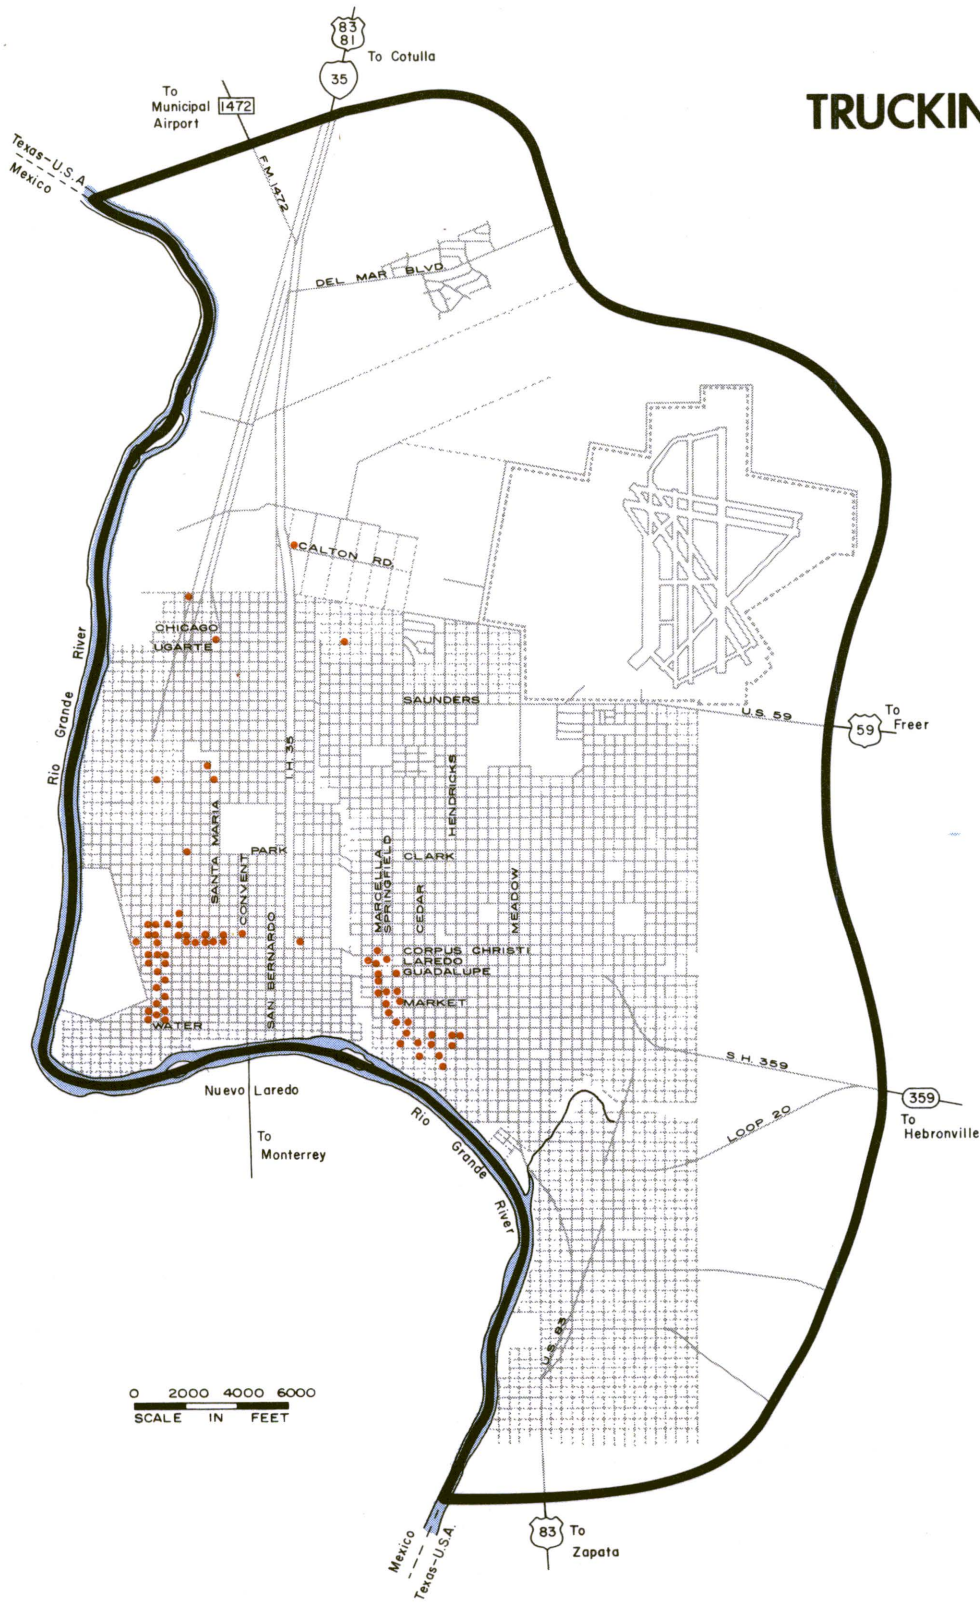 83
81
To Cotulla
35
To
Municipal
Airport
1472
TRUCKIN
Texas-U.S.A
Mexico
F.M. 1472
DEL MAR BLVD.
CALTON RD.
CHICAGO
UGARTE
Rio Grande River
SAUNDERS
U.S. 59
59
To
Freer
I.H. 35
HENDRICKS
SANTA MARIA
PARK
CONVENT
MARCELLA
SPRINGFIELD
CLARK
CEDAR
MEADOW
SAN BERNARDO
CORPUS CHRISTI
LAREDO
GUADALUPE
MARKET
WATER
S.H. 359
359
To
Hebronville
LOOP 20
Nuevo Laredo
To
Monterrey
Rio Grande River
U.S. 83
0 2000 4000 6000
SCALE IN FEET
83
To
Zapata
Mexico
Texas-U.S.A.